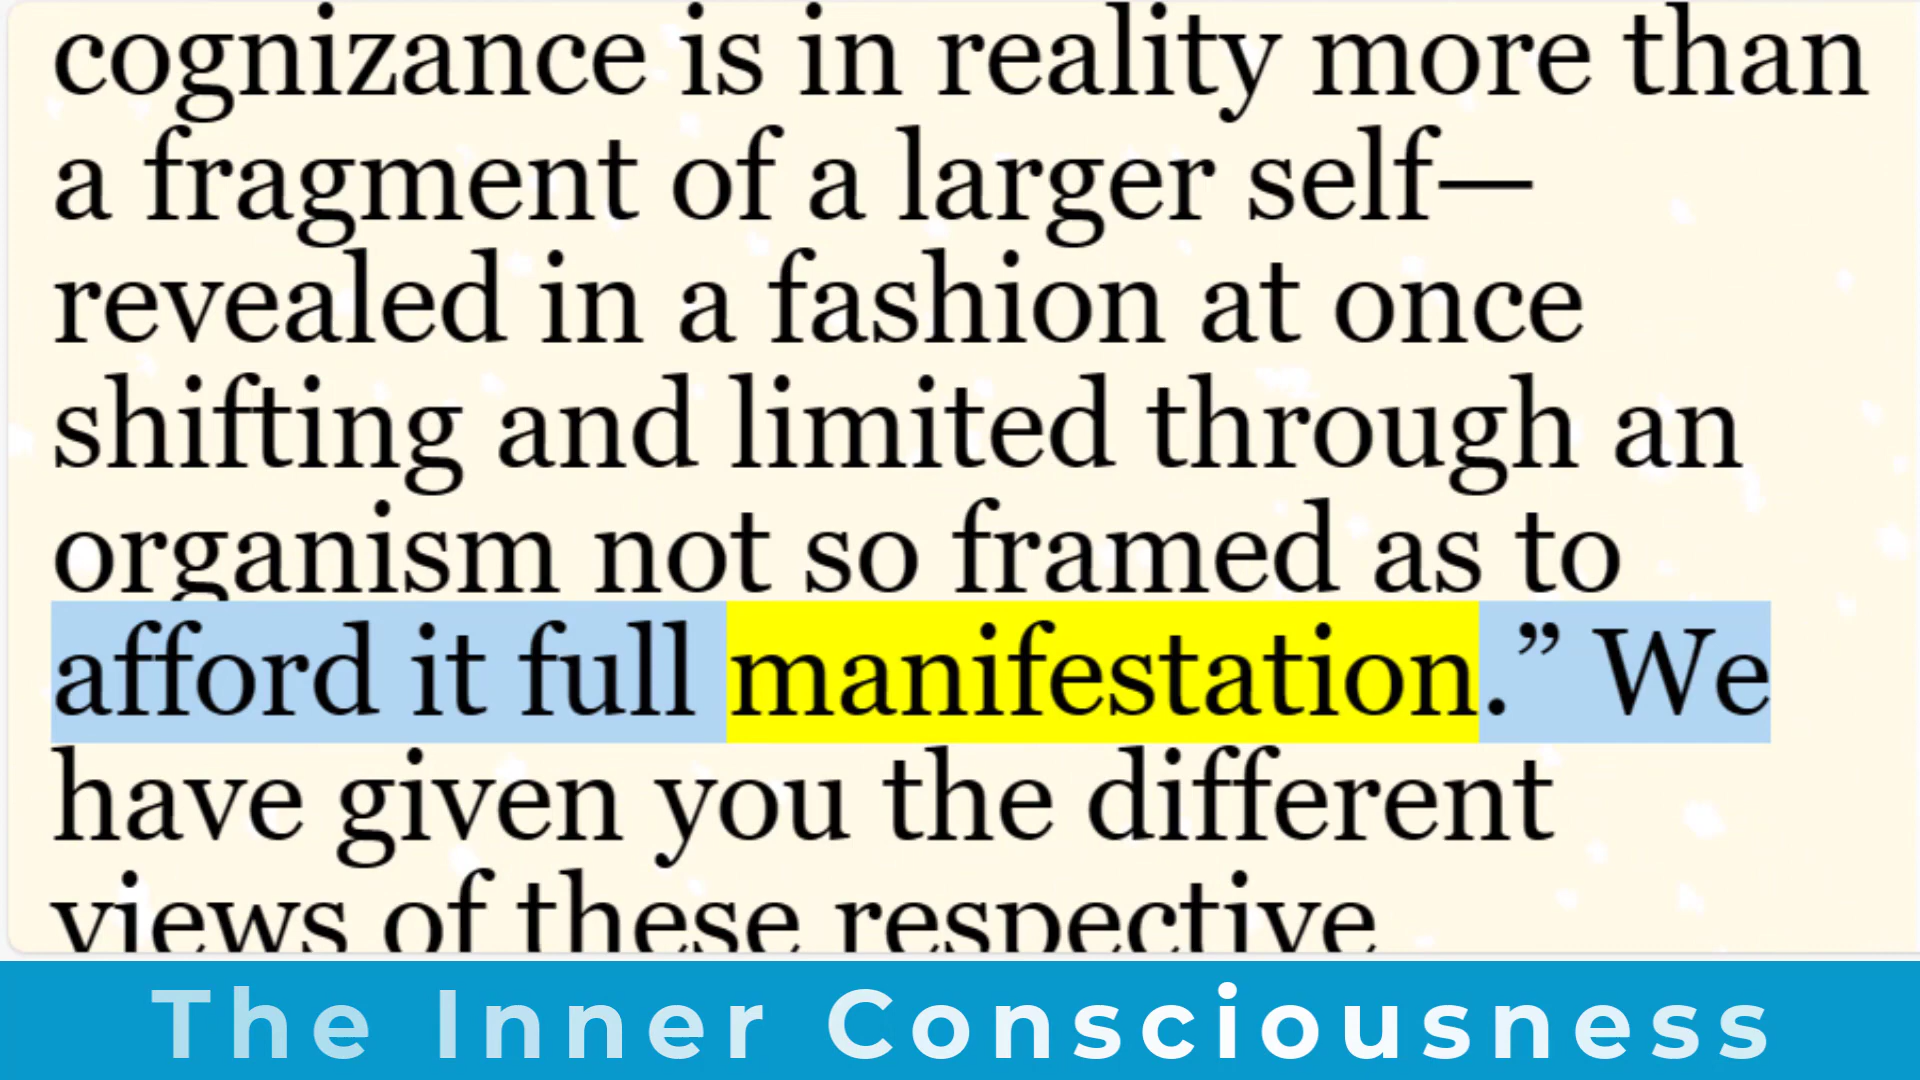 cognizance is in reality more than
a fragment of a larger self—
revealed in a fashion at once
shifting and limited through an
organism not so framed as to
afford it full manifestation.” We
have given you the different
views of these respective
The Inner Consciousness